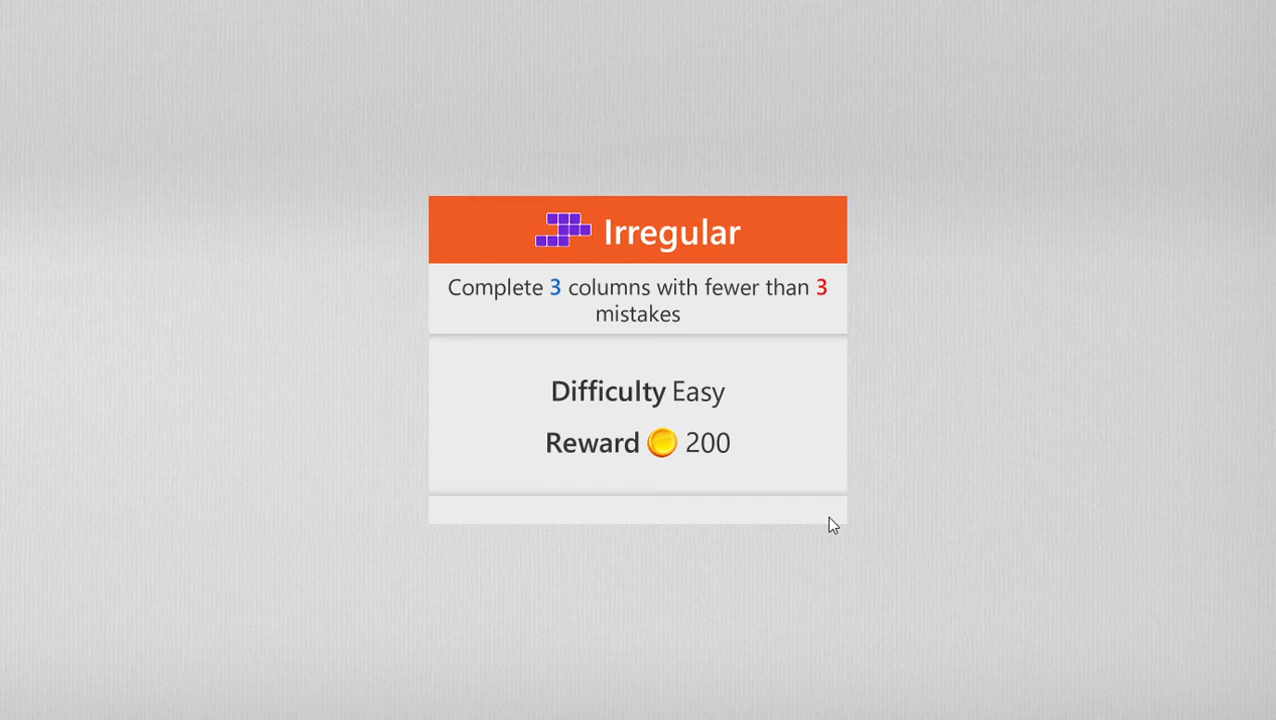 Irregular
Complete 3 columns with fewer than 3
mistakes
Difficulty Easy
Reward 200